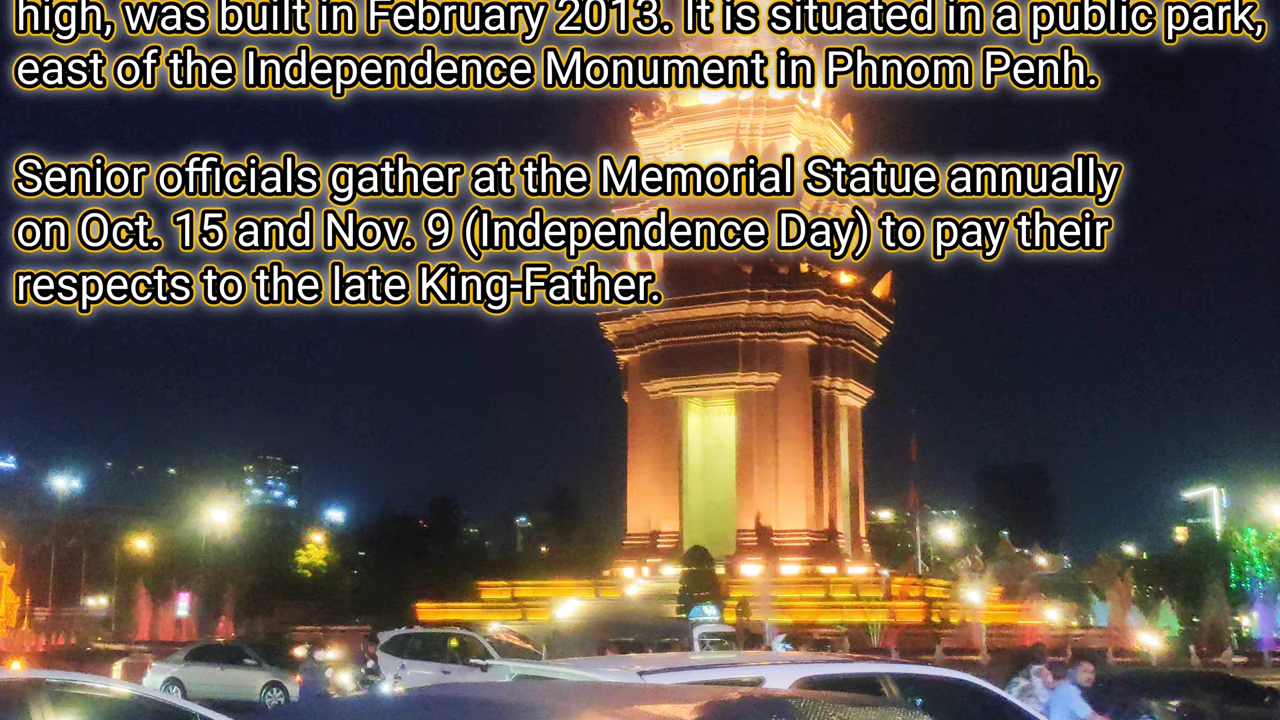 high, was built in February 2013. It is situated in a public park,
east of the Independence Monument in Phnom Penh.
Senior officials gather at the Memorial Statue annually
on Oct. 15 and Nov. 9 (Independence Day) to pay their
respects to the late King-Father.